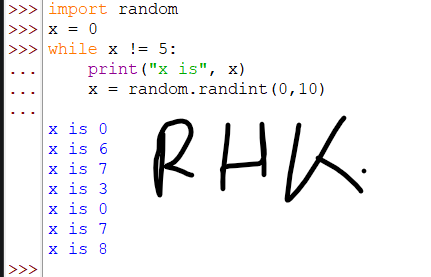 >>> import random
>>> x = 0
>>> while x != 5:
...     print("x is", x)
...     x = random.randint(0,10)
...
x is 0
x is 6
x is 7
x is 3
x is 0
x is 7
x is 8
RHK.
>>>